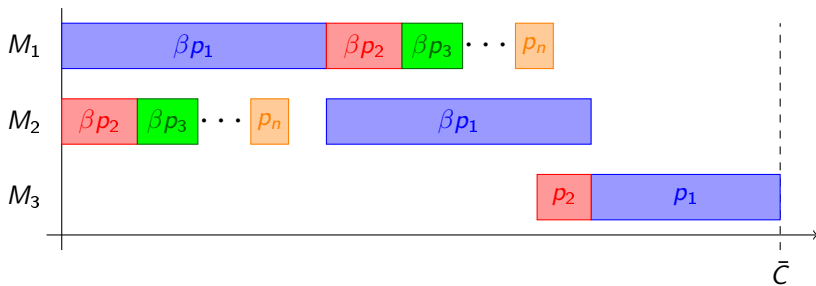 M₁ βp₁ βp₂ βp₃ ··· pₙ
M₂ βp₂ βp₃ ··· pₙ βp₁
M₃ p₂ p₁
C̄